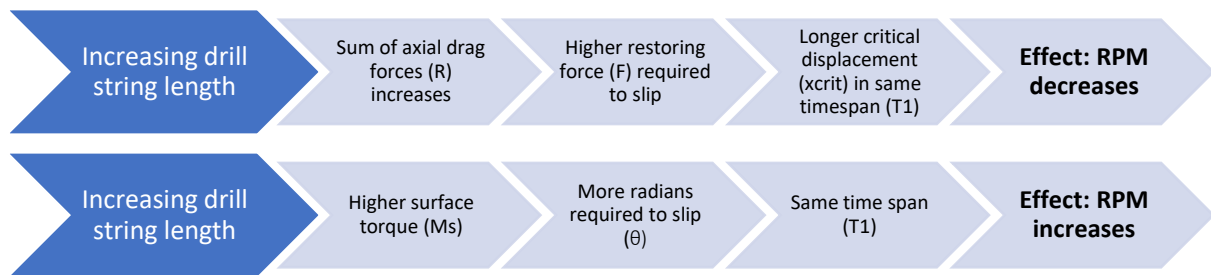 Increasing drill
string length
Sum of axial drag
forces (R)
increases
Higher restoring
force (F) required
to slip
Longer critical
displacement
(xcrit) in same
timespan (T1)
Effect: RPM
decreases
Increasing drill
string length
Higher surface
torque (Ms)
More radians
required to slip
(θ)
Same time span
(T1)
Effect: RPM
increases